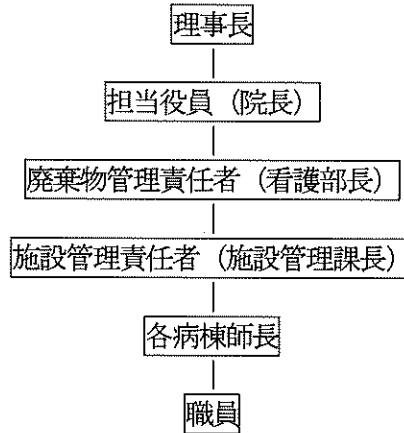 理事長
担当役員（院長）
廃棄物管理責任者（看護部長）
施設管理責任者（施設管理課長）
各病棟師長
職員